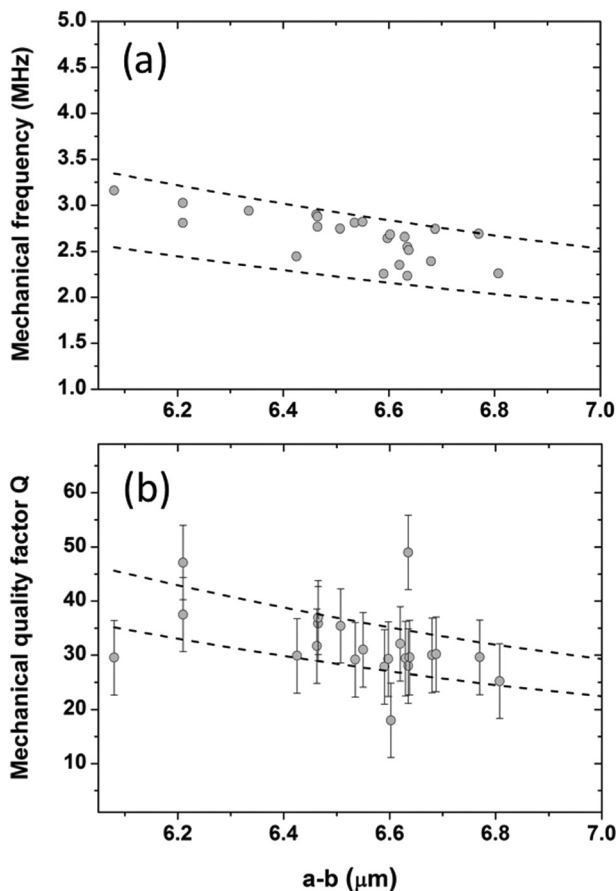 5.0
4.5
4.0
3.5
3.0
2.5
2.0
1.5
1.0
Mechanical frequency (MHz)
(a)
6.2 6.4 6.6 6.8 7.0
60
50
40
30
20
10
Mechanical quality factor Q
(b)
6.2 6.4 6.6 6.8 7.0
a-b (μm)